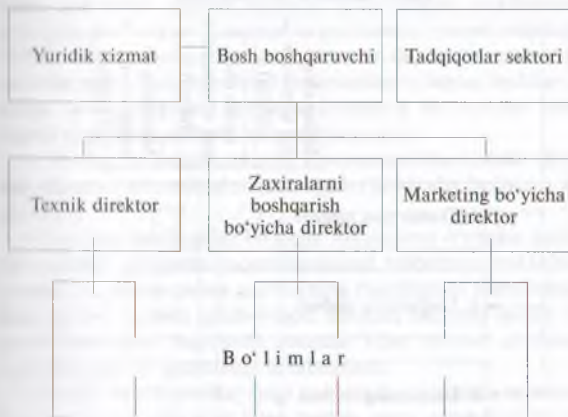 Yuridik xizmat
Bosh boshqaruvchi
Tadqiqotlar sektori
Texnik direktor
Zaxiralarni
boshqarish
bo‘yicha direktor
Marketing bo‘yicha
direktor
B o‘ l i m l a r